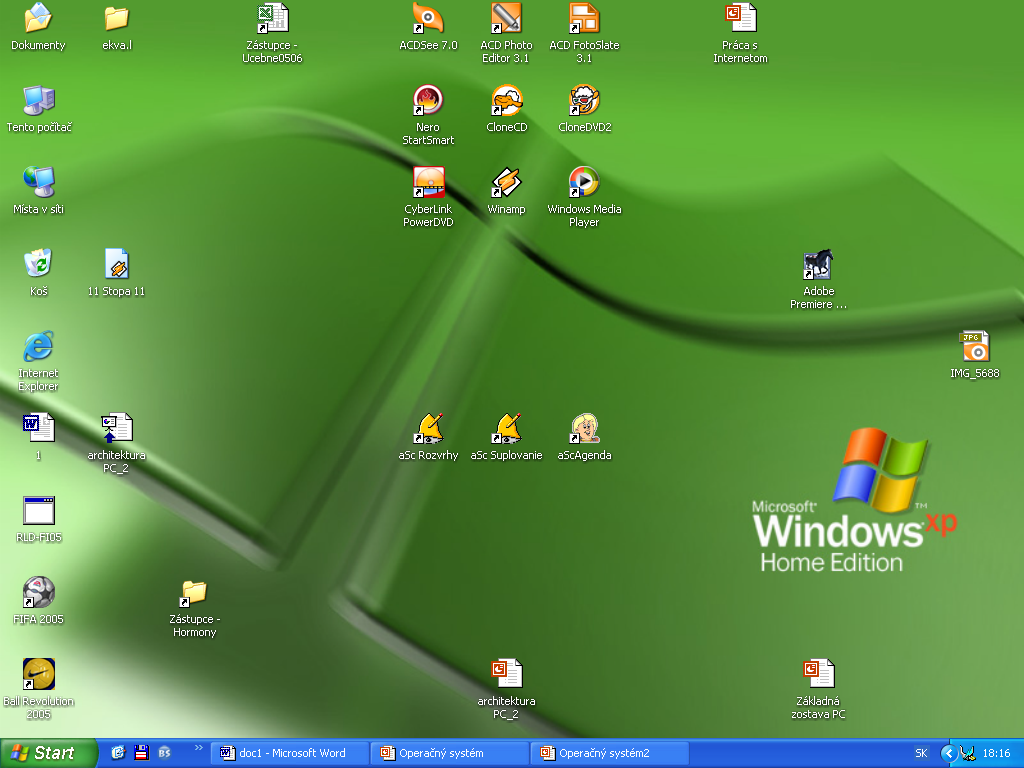 Dokumenty
ekva.l
Zástupce -
Ucebne0506
ACDSee 7.0
ACD Photo
Editor 3.1
ACD FotoSlate
3.1
Práca s
Internetom
Tento počítač
Nero
StartSmart
CloneCD
CloneDVD2
Místa v síti
CyberLink
PowerDVD
Winamp
Windows Media
Player
Koš
11 Stopa 11
Adobe
Premiere ...
Internet
Explorer
JPG
IMG_5688
1
architektura
PC_2
aSc Rozvrhy
aSc Suplovanie
aScAgenda
RLD-FI05
Microsoft
Windows xp
TM
Home Edition
FIFA 2005
Zástupce -
Hormony
Ball Revolution
2005
architektura
PC_2
Základná
zostava PC
Start
BS
doc1 - Microsoft Word
Operačný systém
Operačný systém2
SK
18:16